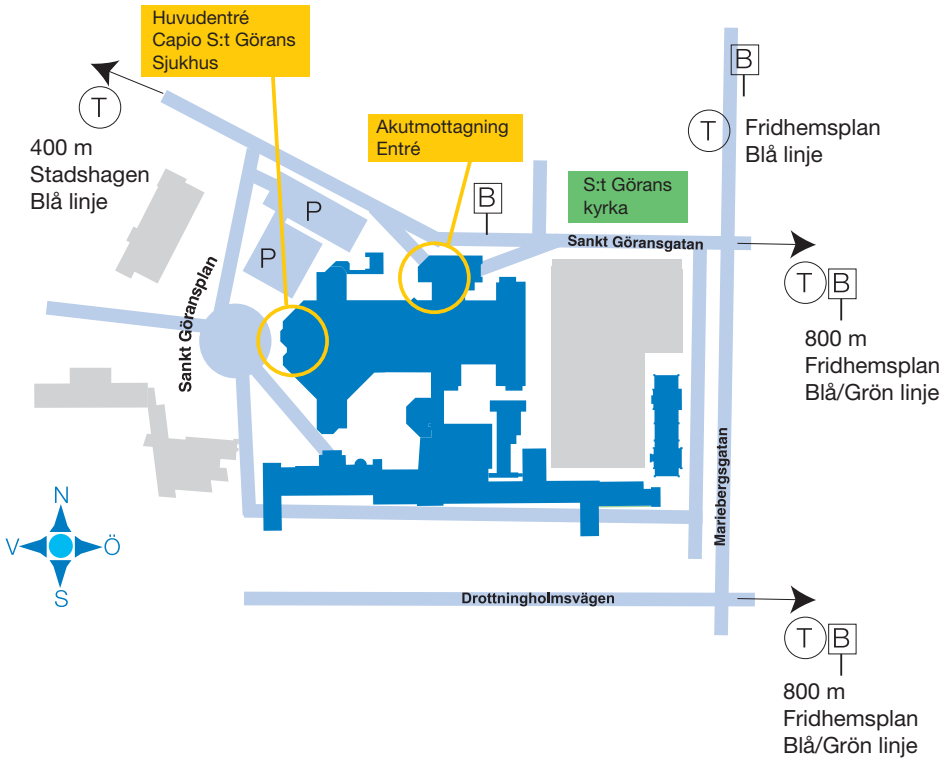 Huvudentré
Capio S:t Görans
Sjukhus
T
400 m
Stadshagen
Blå linje
Akutmottagning
Entré
B
T
Fridhemsplan
Blå linje
P
P
B
S:t Görans
kyrka
Sankt Göransgatan
T B
800 m
Fridhemsplan
Blå/Grön linje
Sankt Göransplan
Mariebergsgatan
N
V Ö
S
Drottningholmsvägen
T B
800 m
Fridhemsplan
Blå/Grön linje